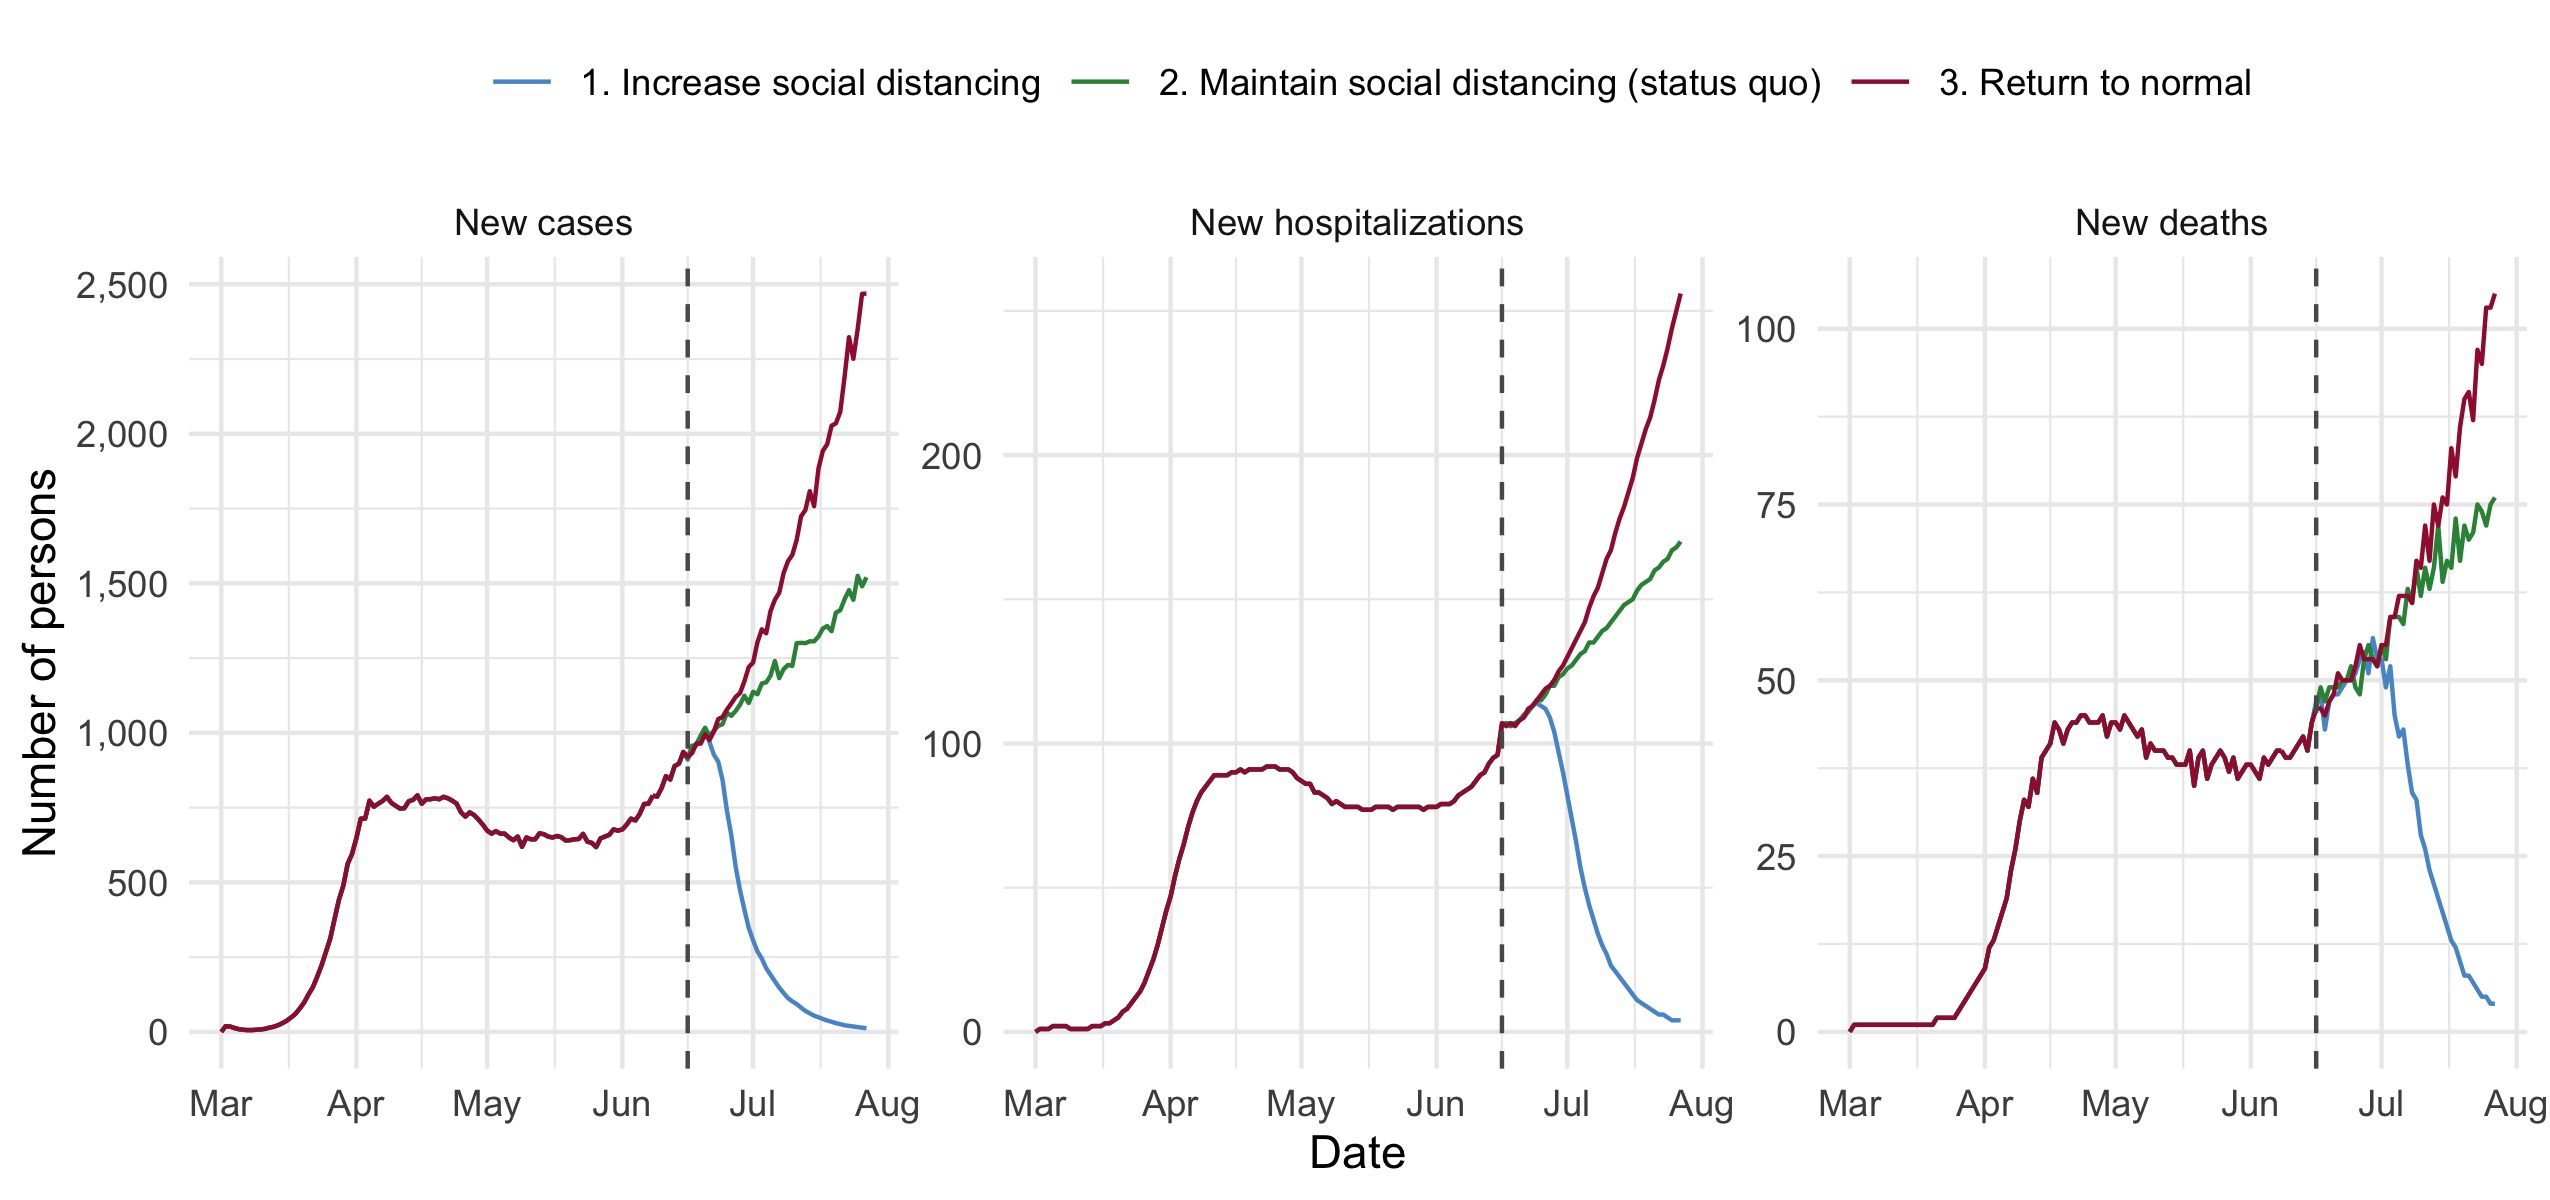 1. Increase social distancing 2. Maintain social distancing (status quo) 3. Return to normal
New cases New hospitalizations New deaths
Number of persons
2,500
2,000
1,500
1,000
500
0
200
100
0
100
75
50
25
0
Mar Apr May Jun Jul Aug Mar Apr May Jun Jul Aug Mar Apr May Jun Jul Aug
Date